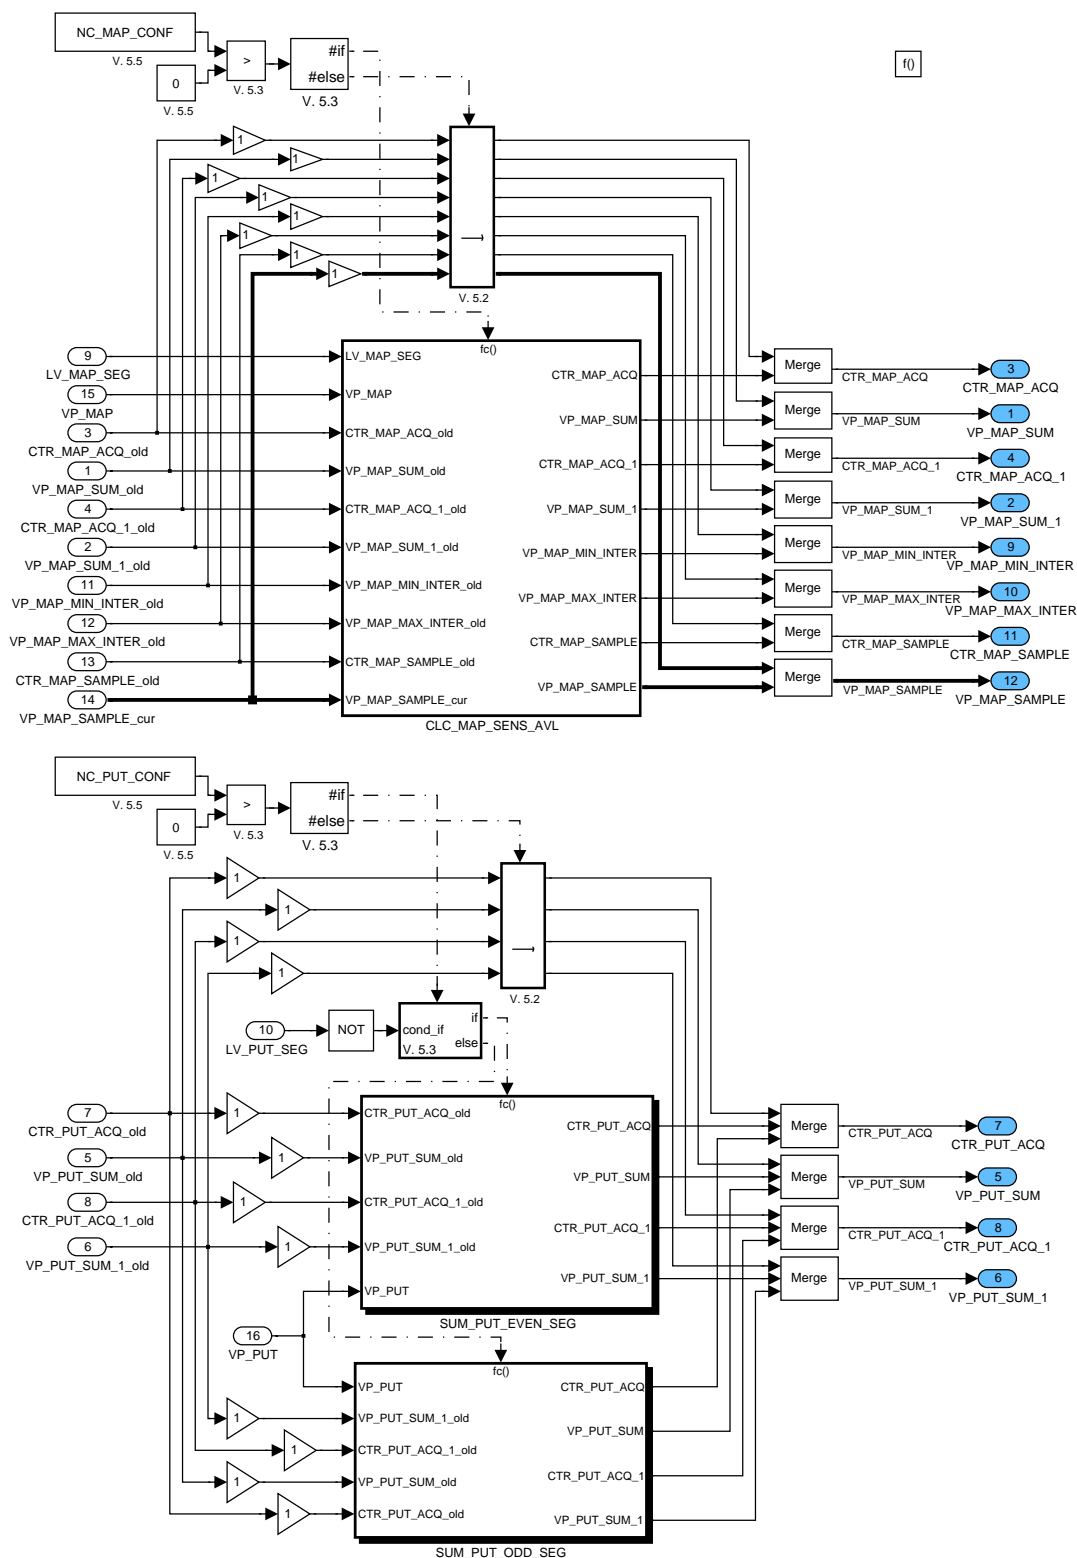 NC_MAP_CONF
V. 5.5
0
V. 5.5
>
V. 5.3
#if
#else
V. 5.3
f()
1
1
1
1
1
1
1
1
V. 5.2
9
LV_MAP_SEG
15
VP_MAP
3
CTR_MAP_ACQ_old
1
VP_MAP_SUM_old
4
CTR_MAP_ACQ_1_old
2
VP_MAP_SUM_1_old
11
VP_MAP_MIN_INTER_old
12
VP_MAP_MAX_INTER_old
13
CTR_MAP_SAMPLE_old
14
VP_MAP_SAMPLE_cur
fc()
LV_MAP_SEG
VP_MAP
CTR_MAP_ACQ_old
VP_MAP_SUM_old
CTR_MAP_ACQ_1_old
VP_MAP_SUM_1_old
VP_MAP_MIN_INTER_old
VP_MAP_MAX_INTER_old
CTR_MAP_SAMPLE_old
VP_MAP_SAMPLE_cur
CTR_MAP_ACQ
VP_MAP_SUM
CTR_MAP_ACQ_1
VP_MAP_SUM_1
VP_MAP_MIN_INTER
VP_MAP_MAX_INTER
CTR_MAP_SAMPLE
VP_MAP_SAMPLE
CLC_MAP_SENS_AVL
Merge
CTR_MAP_ACQ
3
CTR_MAP_ACQ
Merge
VP_MAP_SUM
1
VP_MAP_SUM
Merge
CTR_MAP_ACQ_1
4
CTR_MAP_ACQ_1
Merge
VP_MAP_SUM_1
2
VP_MAP_SUM_1
Merge
VP_MAP_MIN_INTER
9
VP_MAP_MIN_INTER
Merge
VP_MAP_MAX_INTER
10
VP_MAP_MAX_INTER
Merge
CTR_MAP_SAMPLE
11
CTR_MAP_SAMPLE
Merge
VP_MAP_SAMPLE
12
VP_MAP_SAMPLE
NC_PUT_CONF
V. 5.5
0
V. 5.5
>
V. 5.3
#if
#else
V. 5.3
1
1
1
1
V. 5.2
10
LV_PUT_SEG
NOT
cond_if
if
else
V. 5.3
7
CTR_PUT_ACQ_old
5
VP_PUT_SUM_old
8
CTR_PUT_ACQ_1_old
6
VP_PUT_SUM_1_old
1
1
1
1
fc()
CTR_PUT_ACQ_old
VP_PUT_SUM_old
CTR_PUT_ACQ_1_old
VP_PUT_SUM_1_old
VP_PUT
CTR_PUT_ACQ
VP_PUT_SUM
CTR_PUT_ACQ_1
VP_PUT_SUM_1
SUM_PUT_EVEN_SEG
Merge
CTR_PUT_ACQ
7
CTR_PUT_ACQ
Merge
VP_PUT_SUM
5
VP_PUT_SUM
Merge
CTR_PUT_ACQ_1
8
CTR_PUT_ACQ_1
Merge
VP_PUT_SUM_1
6
VP_PUT_SUM_1
16
VP_PUT
1
1
1
1
fc()
VP_PUT
VP_PUT_SUM_1_old
CTR_PUT_ACQ_1_old
VP_PUT_SUM_old
CTR_PUT_ACQ_old
CTR_PUT_ACQ
VP_PUT_SUM
CTR_PUT_ACQ_1
VP_PUT_SUM_1
SUM_PUT_ODD_SEG